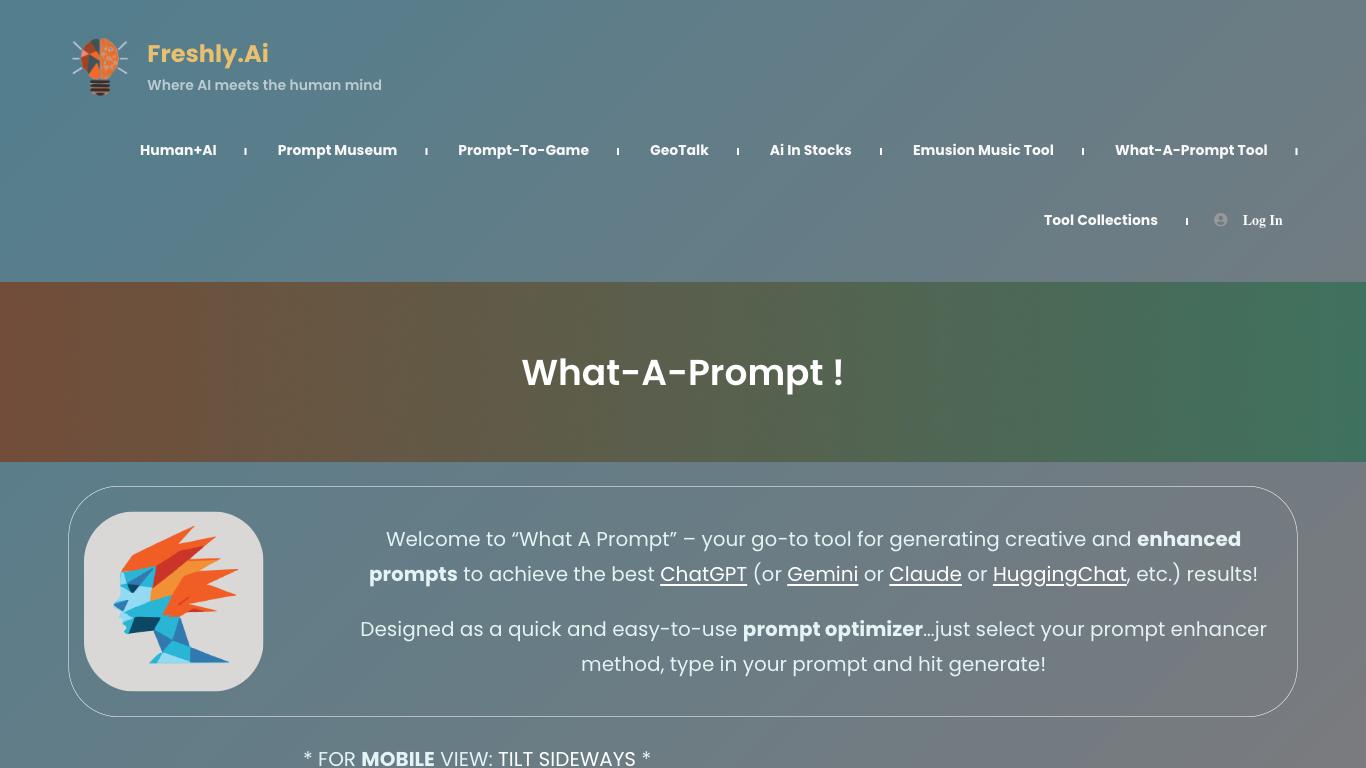 Freshly.Ai
Where AI meets the human mind
Human+AI
Prompt Museum
Prompt-To-Game
GeoTalk
Ai In Stocks
Emusion Music Tool
What-A-Prompt Tool
Tool Collections
Log In
What-A-Prompt !
Welcome to “What A Prompt” – your go-to tool for generating creative and enhanced
prompts to achieve the best ChatGPT (or Gemini or Claude or HuggingChat, etc.) results!
Designed as a quick and easy-to-use prompt optimizer…just select your prompt enhancer
method, type in your prompt and hit generate!
* FOR MOBILE VIEW: TILT SIDEWAYS *